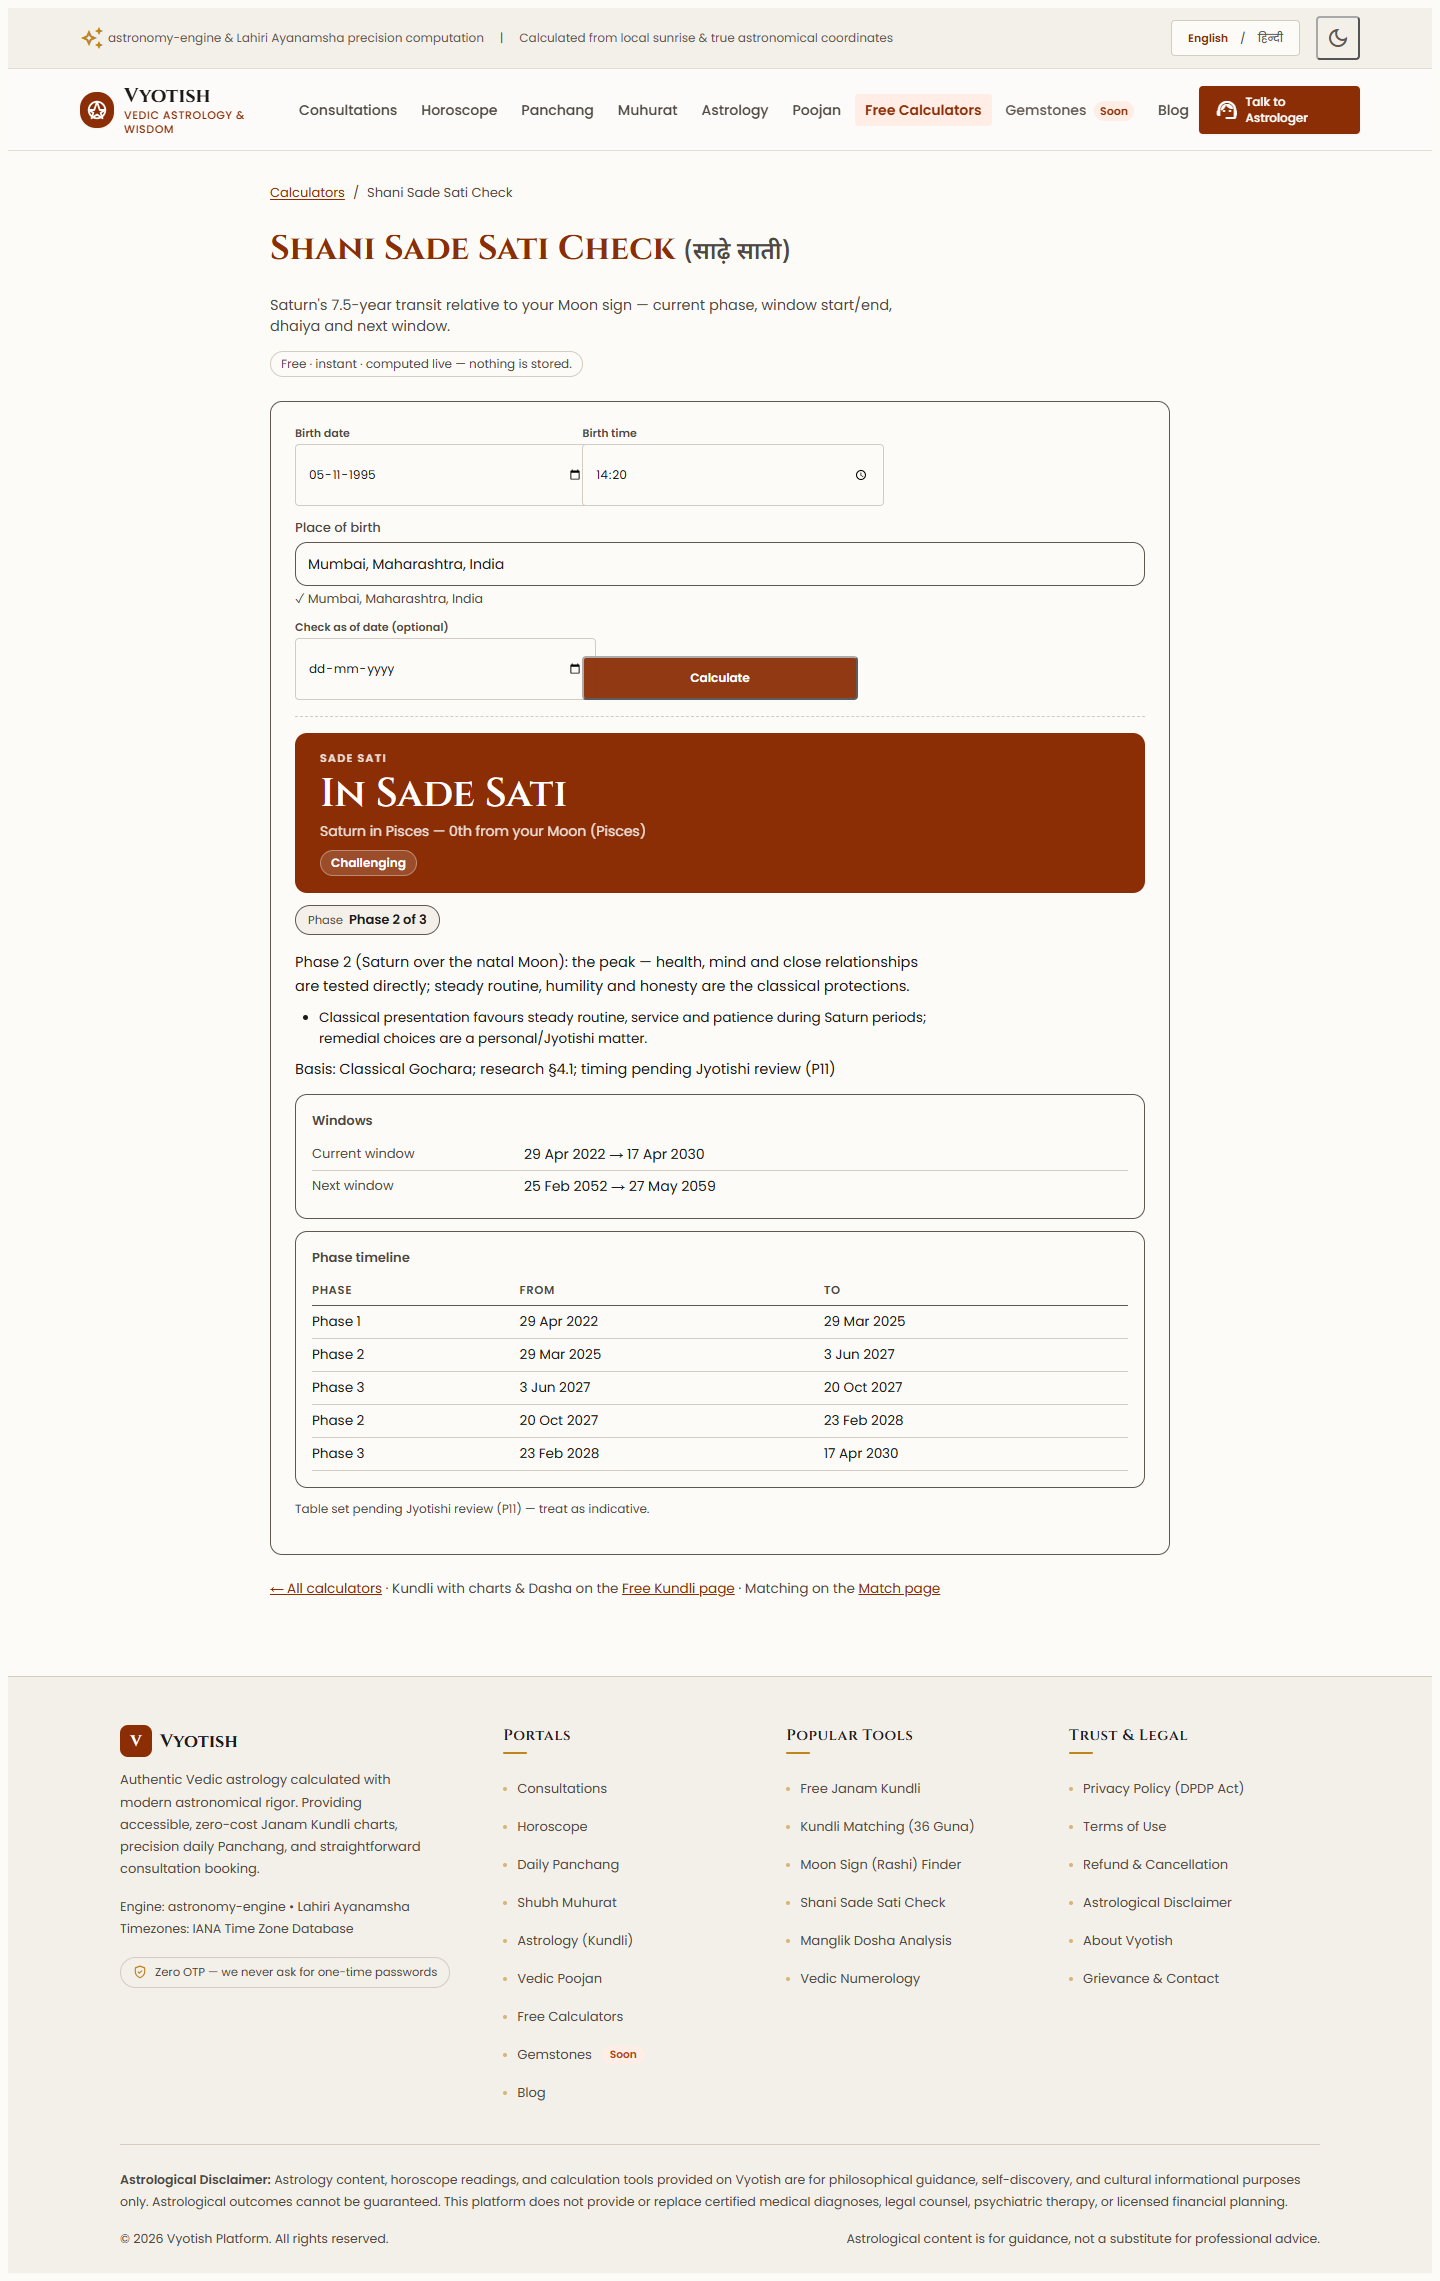 astronomy-engine & Lahiri Ayanamsha precision computation | Calculated from local sunrise & true astronomical coordinates
English / हिन्दी
Vyotish
VEDIC ASTROLOGY & WISDOM
Consultations Horoscope Panchang Muhurat Astrology Poojan Free Calculators Gemstones Soon Blog
Talk to Astrologer
Calculators / Shani Sade Sati Check
Shani Sade Sati Check (साढ़े साती)
Saturn's 7.5-year transit relative to your Moon sign — current phase, window start/end,
dhaiya and next window.
Free · instant · computed live — nothing is stored.
Birth date Birth time
05-11-1995 14:20
Place of birth
Mumbai, Maharashtra, India
✓ Mumbai, Maharashtra, India
Check as of date (optional)
dd-mm-yyyy
Calculate
SADE SATI
In Sade Sati
Saturn in Pisces — 0th from your Moon (Pisces)
Challenging
Phase Phase 2 of 3
Phase 2 (Saturn over the natal Moon): the peak — health, mind and close relationships
are tested directly; steady routine, humility and honesty are the classical protections.
• Classical presentation favours steady routine, service and patience during Saturn periods;
remedial choices are a personal/Jyotishi matter.
Basis: Classical Gochara; research §4.1; timing pending Jyotishi review (P11)
Windows
Current window 29 Apr 2022 → 17 Apr 2030
Next window 25 Feb 2052 → 27 May 2059
Phase timeline
PHASE FROM TO
Phase 1 29 Apr 2022 29 Mar 2025
Phase 2 29 Mar 2025 3 Jun 2027
Phase 3 3 Jun 2027 20 Oct 2027
Phase 2 20 Oct 2027 23 Feb 2028
Phase 3 23 Feb 2028 17 Apr 2030
Table set pending Jyotishi review (P11) — treat as indicative.
← All calculators · Kundli with charts & Dasha on the Free Kundli page · Matching on the Match page
V Vyotish
Authentic Vedic astrology calculated with
modern astronomical rigor. Providing
accessible, zero-cost Janam Kundli charts,
precision daily Panchang, and straightforward
consultation booking.
Engine: astronomy-engine • Lahiri Ayanamsha
Timezones: IANA Time Zone Database
Zero OTP — we never ask for one-time passwords
Portals
Consultations
Horoscope
Daily Panchang
Shubh Muhurat
Astrology (Kundli)
Vedic Poojan
Free Calculators
Gemstones Soon
Blog
Popular Tools
Free Janam Kundli
Kundli Matching (36 Guna)
Moon Sign (Rashi) Finder
Shani Sade Sati Check
Manglik Dosha Analysis
Vedic Numerology
Trust & Legal
Privacy Policy (DPDP Act)
Terms of Use
Refund & Cancellation
Astrological Disclaimer
About Vyotish
Grievance & Contact
Astrological Disclaimer: Astrology content, horoscope readings, and calculation tools provided on Vyotish are for philosophical guidance, self-discovery, and cultural informational purposes
only. Astrological outcomes cannot be guaranteed. This platform does not provide or replace certified medical diagnoses, legal counsel, psychiatric therapy, or licensed financial planning.
© 2026 Vyotish Platform. All rights reserved.
Astrological content is for guidance, not a substitute for professional advice.